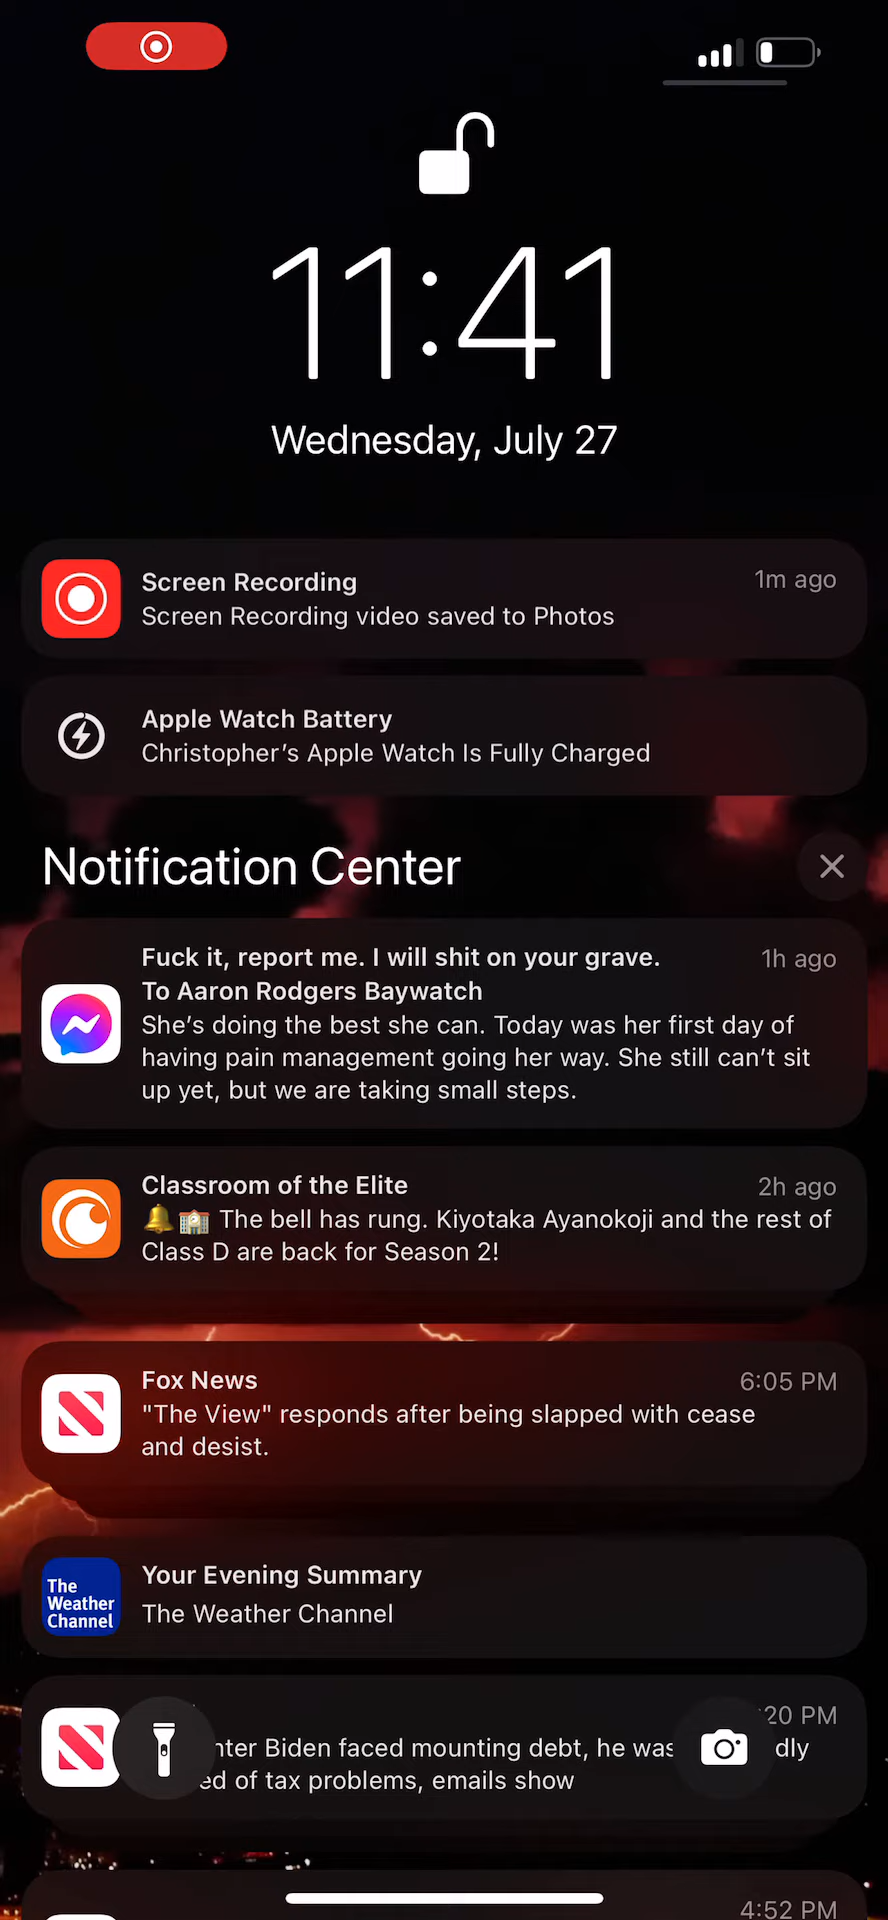 11:41
Wednesday, July 27
Screen Recording
1m ago
Screen Recording video saved to Photos
Apple Watch Battery
Christopher's Apple Watch Is Fully Charged
Notification Center
Fuck it, report me. I will shit on your grave.
1h ago
To Aaron Rodgers Baywatch
She's doing the best she can. Today was her first day of
having pain management going her way. She still can't sit
up yet, but we are taking small steps.
Classroom of the Elite
2h ago
🔔🏫 The bell has rung. Kiyotaka Ayanokoji and the rest of
Class D are back for Season 2!
Fox News
6:05 PM
"The View" responds after being slapped with cease
and desist.
The
Weather
Channel
Your Evening Summary
The Weather Channel
:20 PM
Biden faced mounting debt, he was
of tax problems, emails show
4:52 PM